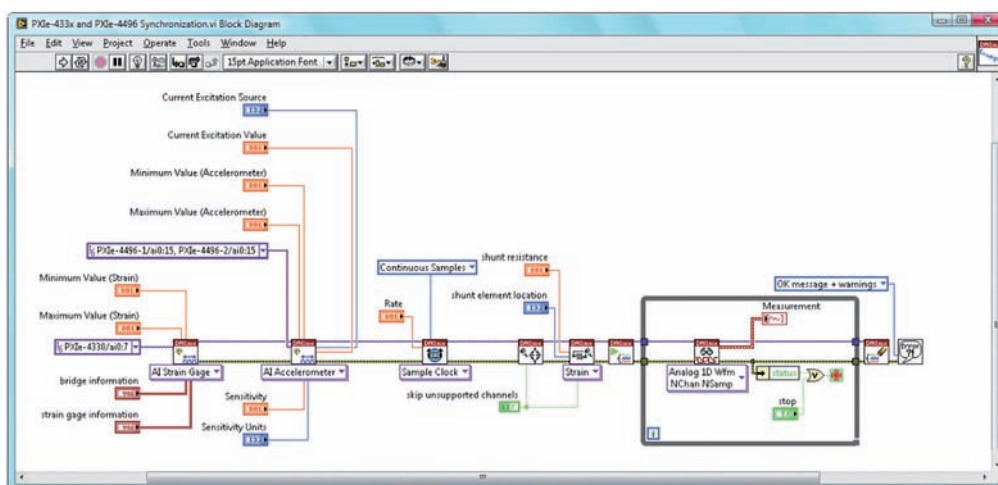 PXIe-433x and PXIe-4496 Synchronization.vi Block Diagram
File Edit View Project Operate Tools Window Help
15pt Application Font
Current Excitation Source
Current Excitation Value
Minimum Value (Accelerometer)
Maximum Value (Accelerometer)
PXIe-4496-1/ai0:15, PXIe-4496-2/ai0:15
Minimum Value (Strain)
Maximum Value (Strain)
PXIe-4330/ai0:7
AI Strain Gage
AI Accelerometer
bridge information
strain gage information
Sensitivity
Sensitivity Units
Continuous Samples
Rate
Sample Clock
shunt resistance
shunt element location
Strain
skip unsupported channels
OK message + warnings
Measurement
Analog 1D Wfm
NChan NSamp
status
stop
i